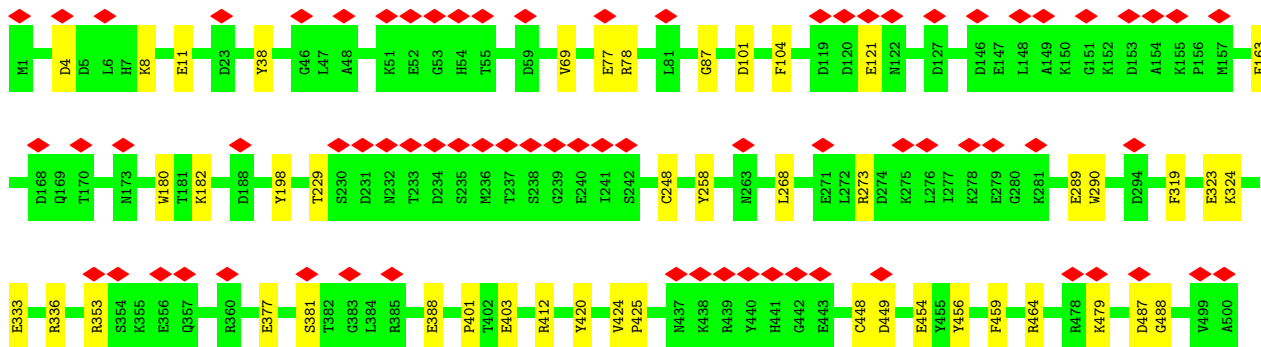 M1 D4 D5 L6 H7 K8 E11 D23 Y38 G46 L47 A48 K51 E52 G53 H54 T55 D59 V69 E77 R78 L81 G87 D101 F104 D119 D120 E121 N122 D127 D146 E147 L148 A149 K150 G151 K152 D153 A154 K155 P156 M157 E163
D168 Q169 T170 N173 W180 T181 K182 D188 Y198 T229 S230 D231 N232 T233 D234 S235 M236 T237 S238 G239 E240 I241 S242 C248 Y258 N263 L268 E271 L272 R273 D274 K275 L276 I277 K278 E279 G280 K281 E289 W290 D294 F319 E323 K324
E333 R336 R353 S354 K355 E356 Q357 R360 E377 S381 T382 G383 L384 R385 E388 P401 T402 E403 R412 Y420 V424 P425 N437 K438 R439 Y440 H441 G442 E443 C448 D449 E454 Y455 Y456 F459 R464 R478 K479 D487 G488 V499 A500